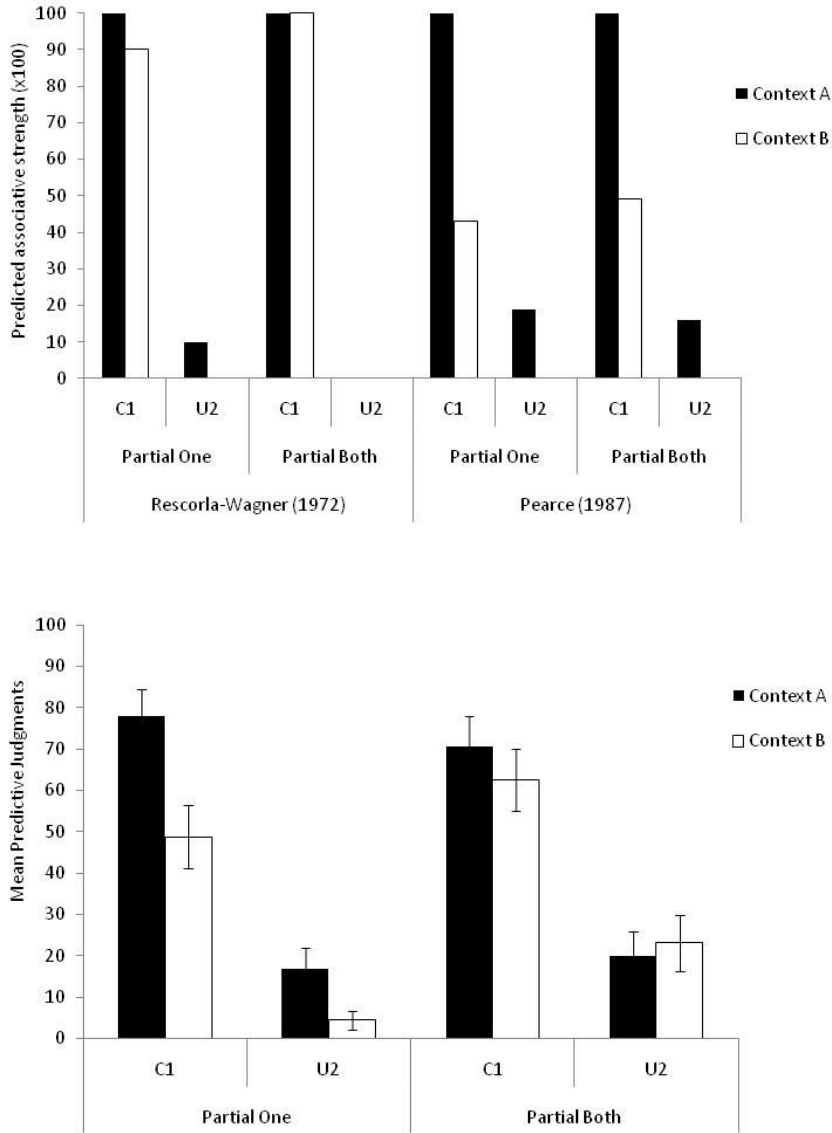 Predicted associative strength (x100)
100
90
80
70
60
50
40
30
20
10
0
C1 U2 C1 U2 C1 U2 C1 U2
Partial One Partial Both Partial One Partial Both
Rescorla-Wagner (1972) Pearce (1987)
Context A
Context B
Mean Predictive Judgments
100
90
80
70
60
50
40
30
20
10
0
C1 U2 C1 U2
Partial One Partial Both
Context A
Context B